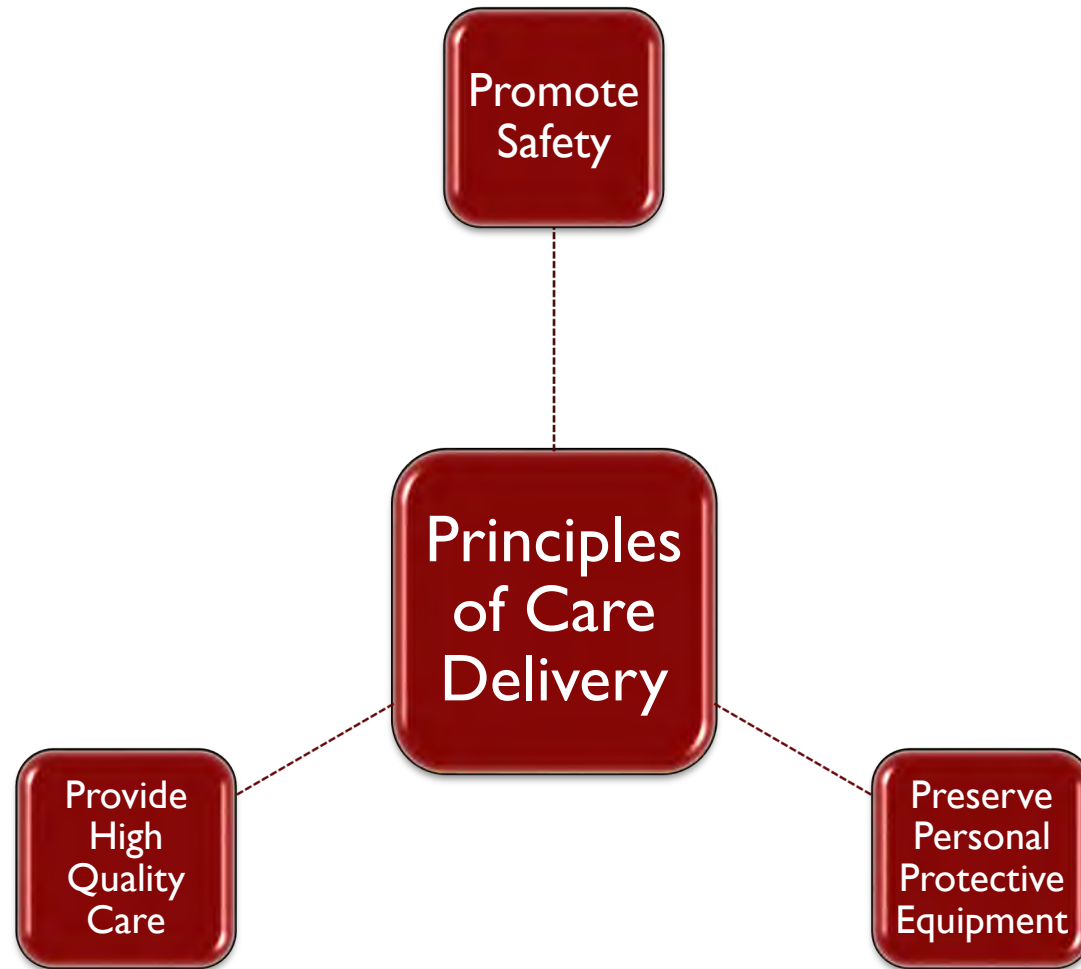 Promote
Safety
Principles
of Care
Delivery
Provide
High
Quality
Care
Preserve
Personal
Protective
Equipment